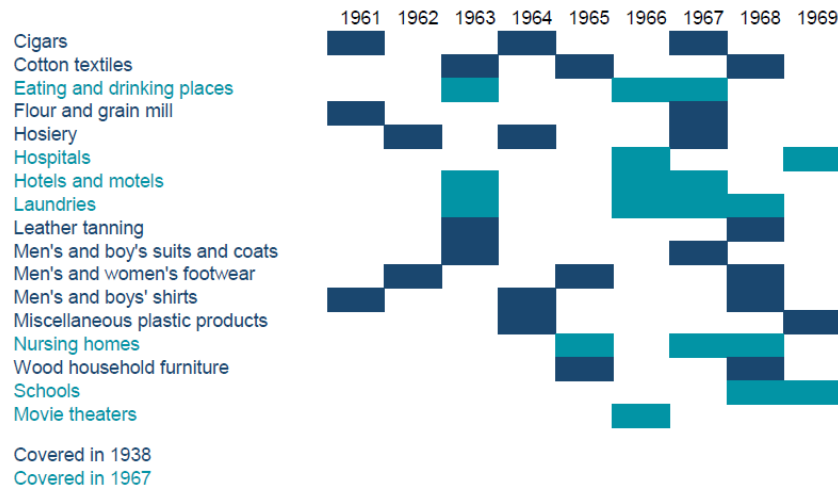 1961 1962 1963 1964 1965 1966 1967 1968 1969
Cigars
Cotton textiles
Eating and drinking places
Flour and grain mill
Hosiery
Hospitals
Hotels and motels
Laundries
Leather tanning
Men's and boy's suits and coats
Men's and women's footwear
Men's and boys' shirts
Miscellaneous plastic products
Nursing homes
Wood household furniture
Schools
Movie theaters
Covered in 1938
Covered in 1967